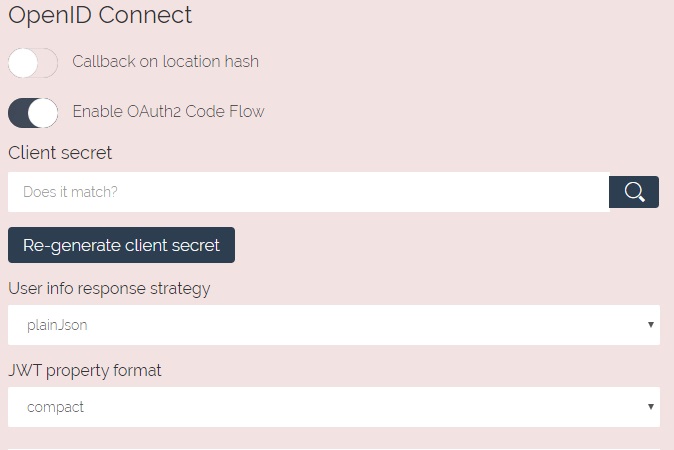 OpenID Connect
Callback on location hash
Enable OAuth2 Code Flow
Client secret
Does it match?
Re-generate client secret
User info response strategy
plainJson
JWT property format
compact